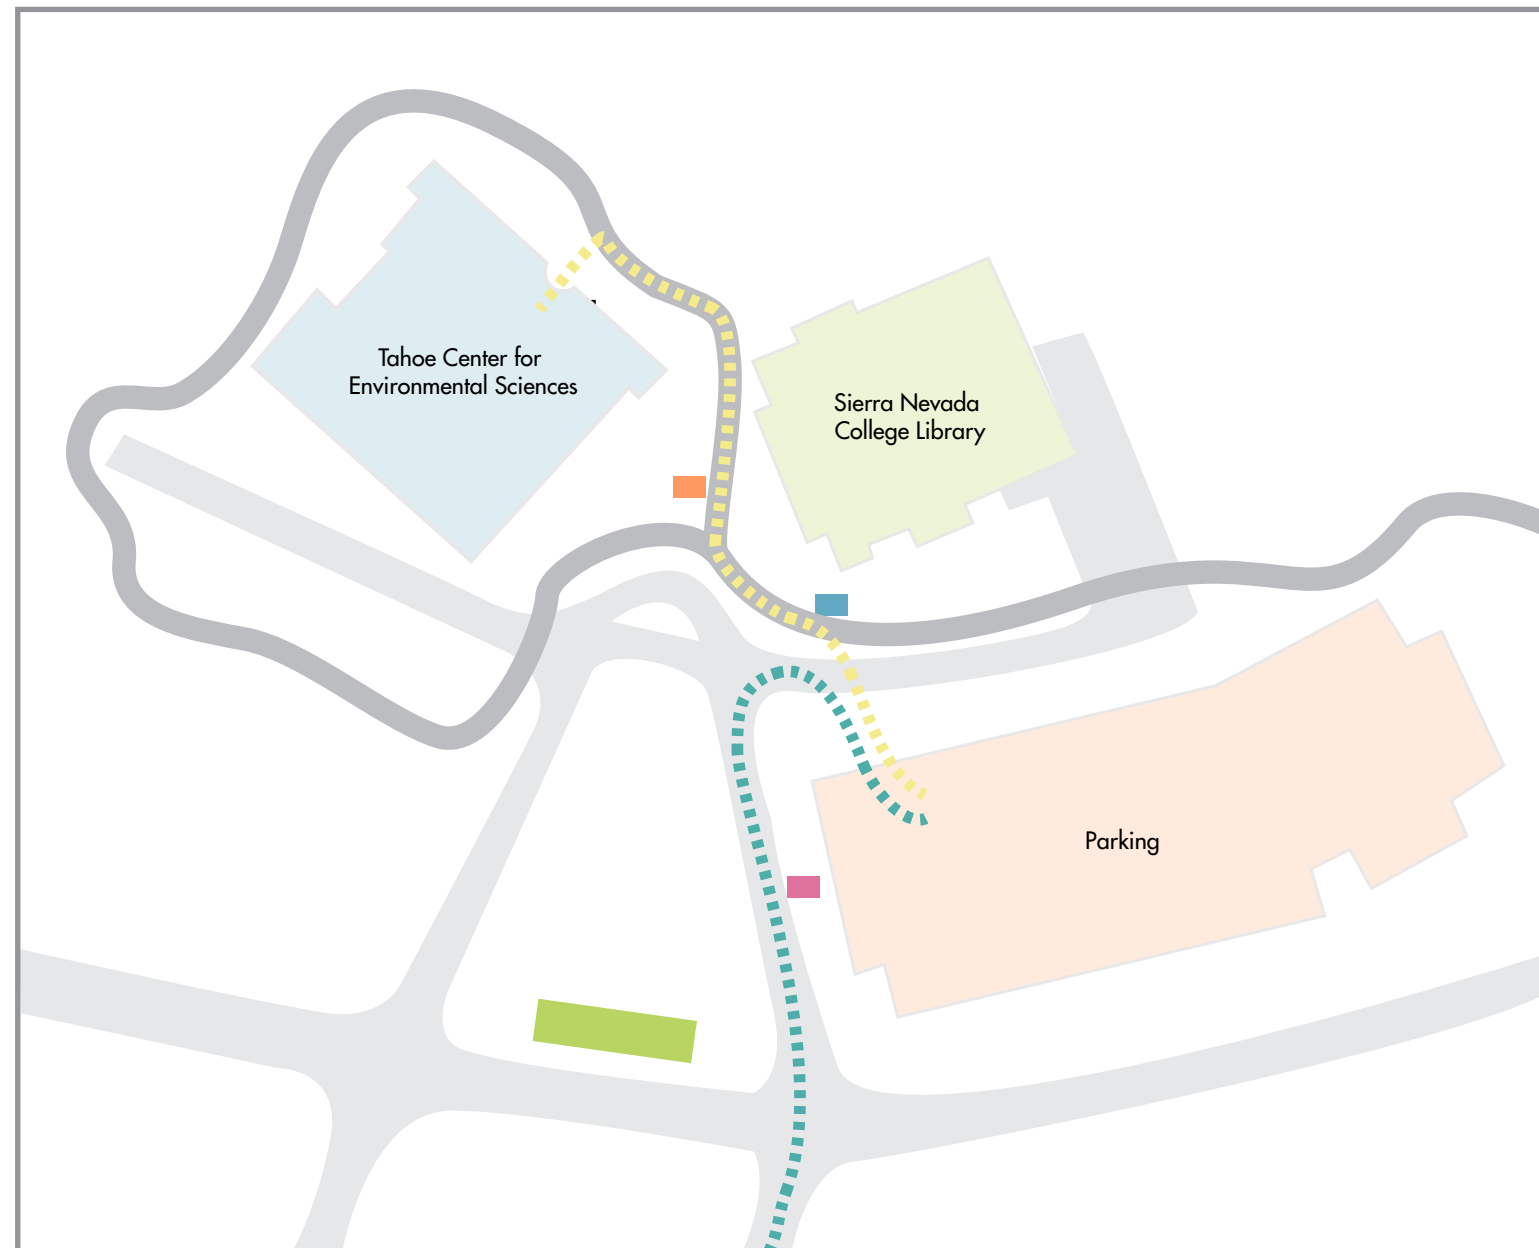 Tahoe Center for
Environmental Sciences
Sierra Nevada
College Library
Parking